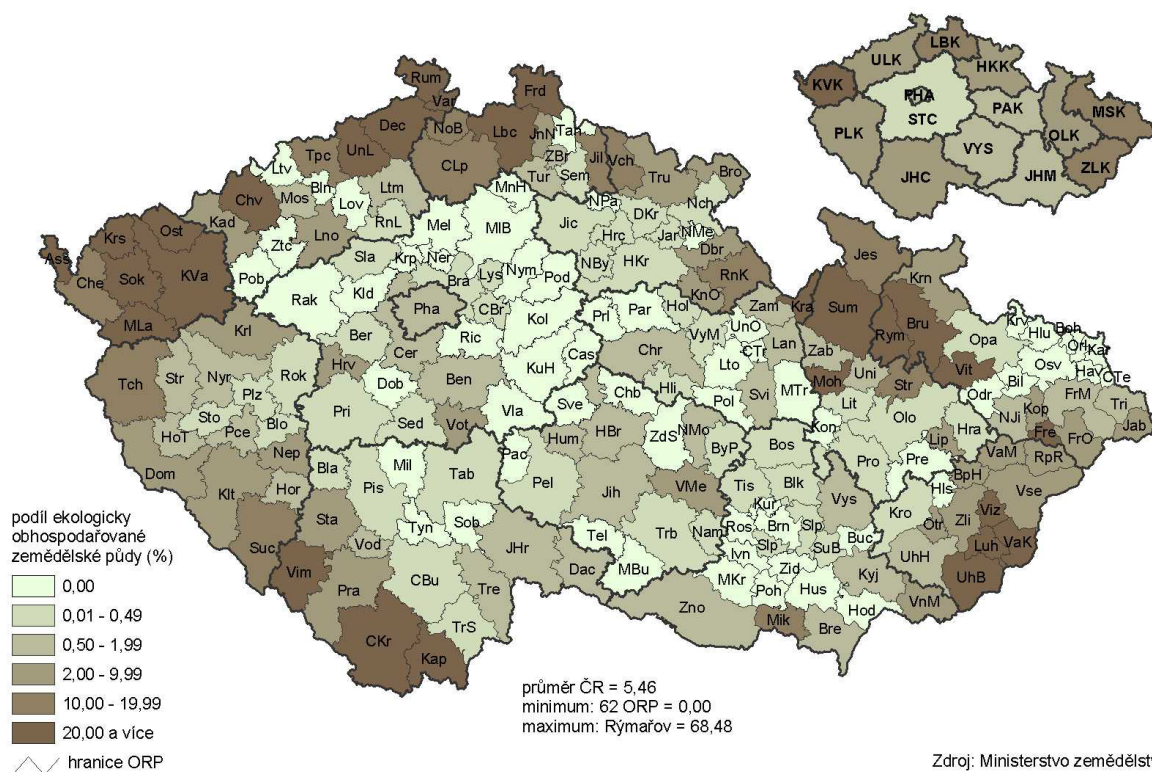 Rum
Frd
Var
LBK
ULK
HKK
Dec
NoB
Lbc
JnN
Tan
KVK
PHA
Tpc
UnL
CLp
ZBr
Jil
Vch
PAK
MSK
Ltv
Bln
Ltm
Tur
Sem
Tru
Bro
STC
OLK
PLK
VYS
Chv
Mos
Lov
RnL
MnH
NPa
DKr
Nch
JHC
JHM
ZLK
Krs
Ost
Kad
Lno
Mel
MlB
Jic
Hrc
Jar
NMe
Ass
Ztc
Sla
Krp
Ner
Dbr
Jes
Che
Sok
KVa
Pob
Bra
Lys
Nym
Pod
NBy
HKr
RnK
Krn
Rak
Kld
KnO
MLa
Pha
CBr
Kol
Prl
Par
Hol
Zam
Kra
Sum
Bru
Krv
Hlu
Boh
Krl
Ber
Ric
VyM
UnO
Rym
Opa
Orl
Kar
Cer
Cas
CTr
Lan
Zab
Osv
Hav
Tch
Str
Nyr
Rok
Hrv
Dob
Ben
KuH
Chr
Lto
Moh
Uni
Str
Vit
Bil
CTe
Plz
Vla
Sve
Chb
Hli
Pol
Svi
MTr
Lit
Odr
NJi
Kop
FrM
Tri
HoT
Sto
Pce
Blo
Pri
Sed
Vot
Kon
Olo
Hra
Fre
FrO
Jab
Nep
Pac
Hum
HBr
ZdS
NMo
ByP
Bos
Pro
Pre
Lip
VaM
RpR
Dom
Klt
Hor
Bla
Mil
Tab
Pel
Jih
Tis
Blk
Vys
Hls
BpH
Vse
Pis
VMe
Kur
Kro
Otr
Zli
Viz
Sta
Tyn
Sob
Tel
Trb
Nam
Ros
Brn
Slp
Buc
Luh
VaK
Suc
Vod
JHr
Ivn
Slp
SuB
UhH
UhB
Vim
Pra
CBu
Dac
MBu
MKr
Zid
Kyj
Tre
Zno
Poh
Hus
Hod
VnM
CKr
TrS
Mik
Bre
Kap
podíl ekologicky
obhospodařované
zemědělské půdy (%)
0,00
0,01 - 0,49
0,50 - 1,99
2,00 - 9,99
10,00 - 19,99
20,00 a více
hranice ORP
průměr ČR = 5,46
minimum: 62 ORP = 0,00
maximum: Rýmařov = 68,48
Zdroj: Ministerstvo zemědělst